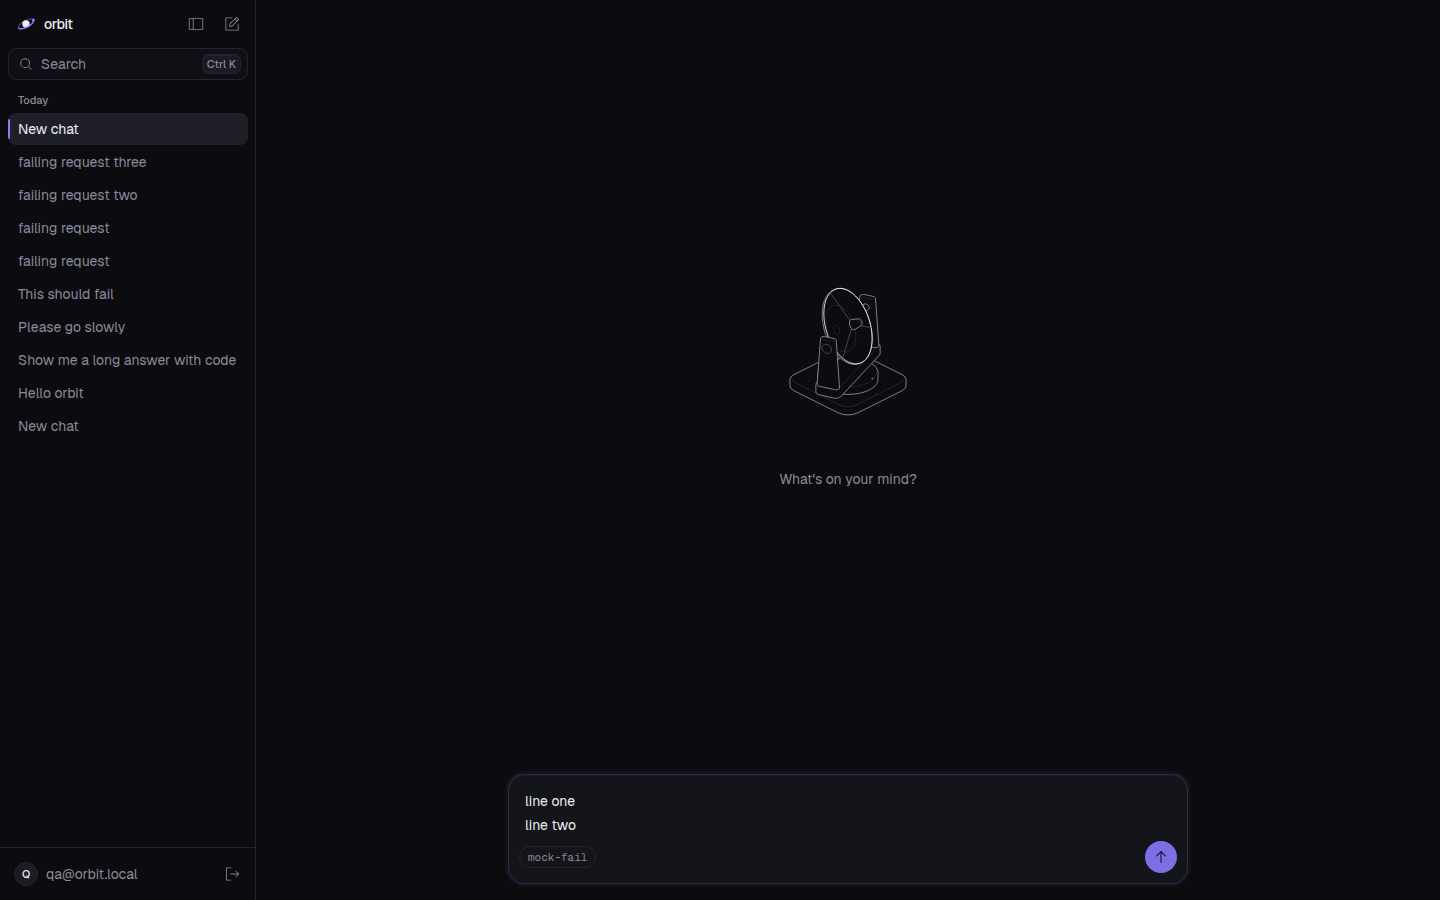 orbit
Search
Ctrl K
Today
New chat
failing request three
failing request two
failing request
failing request
This should fail
Please go slowly
Show me a long answer with code
Hello orbit
New chat
What's on your mind?
line one
line two
mock-fail
Q
qa@orbit.local